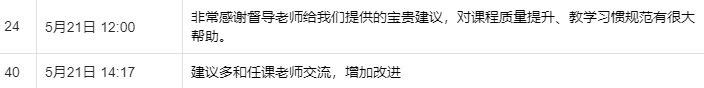 24 5月21日 12:00 非常感谢督导老师给我们提供的宝贵建议，对课程质量提升、教学习惯规范有很大
帮助。
40 5月21日 14:17 建议多和任课老师交流，增加改进